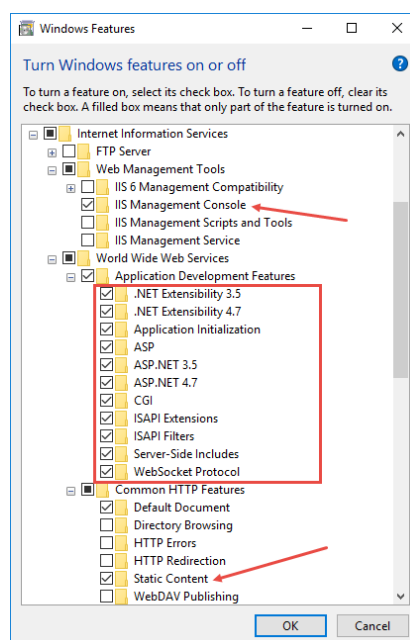 Windows Features
Turn Windows features on or off
?
To turn a feature on, select its check box. To turn a feature off, clear its
check box. A filled box means that only part of the feature is turned on.
Internet Information Services
FTP Server
Web Management Tools
IIS 6 Management Compatibility
IIS Management Console
IIS Management Scripts and Tools
IIS Management Service
World Wide Web Services
Application Development Features
.NET Extensibility 3.5
.NET Extensibility 4.7
Application Initialization
ASP
ASP.NET 3.5
ASP.NET 4.7
CGI
ISAPI Extensions
ISAPI Filters
Server-Side Includes
WebSocket Protocol
Common HTTP Features
Default Document
Directory Browsing
HTTP Errors
HTTP Redirection
Static Content
WebDAV Publishing
OK Cancel